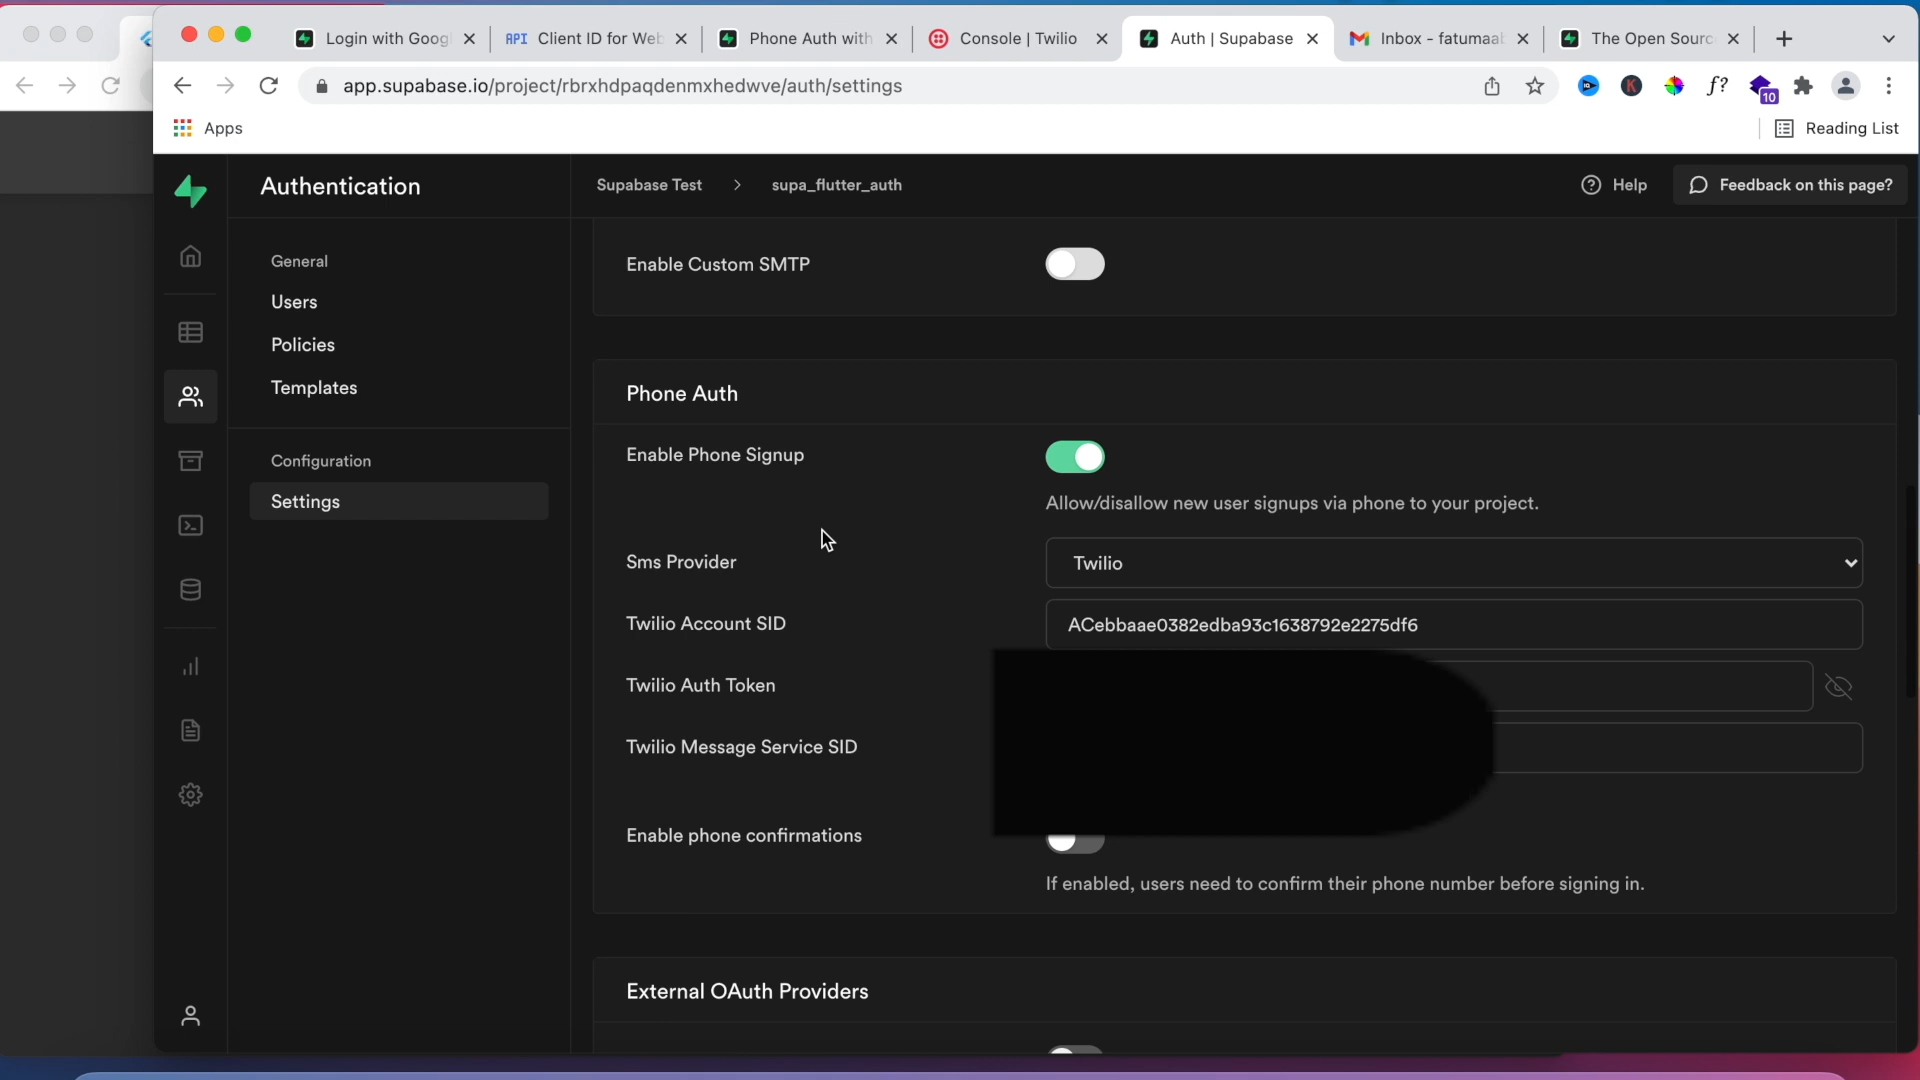 Login with Goog
API Client ID for Web
Phone Auth with
Console | Twilio
Auth | Supabase
Inbox - fatumaab
The Open Sourc
app.supabase.io/project/rbrxhdpaqdenmxhedwve/auth/settings
K
f?
10
Apps
Reading List
Authentication
Supabase Test > supa_flutter_auth
Help
Feedback on this page?
General
Users
Policies
Templates
Configuration
Settings
Enable Custom SMTP
Phone Auth
Enable Phone Signup
Allow/disallow new user signups via phone to your project.
Sms Provider
Twilio
Twilio Account SID
ACebbaae0382edba93c1638792e2275df6
Twilio Auth Token
Twilio Message Service SID
Enable phone confirmations
If enabled, users need to confirm their phone number before signing in.
External OAuth Providers